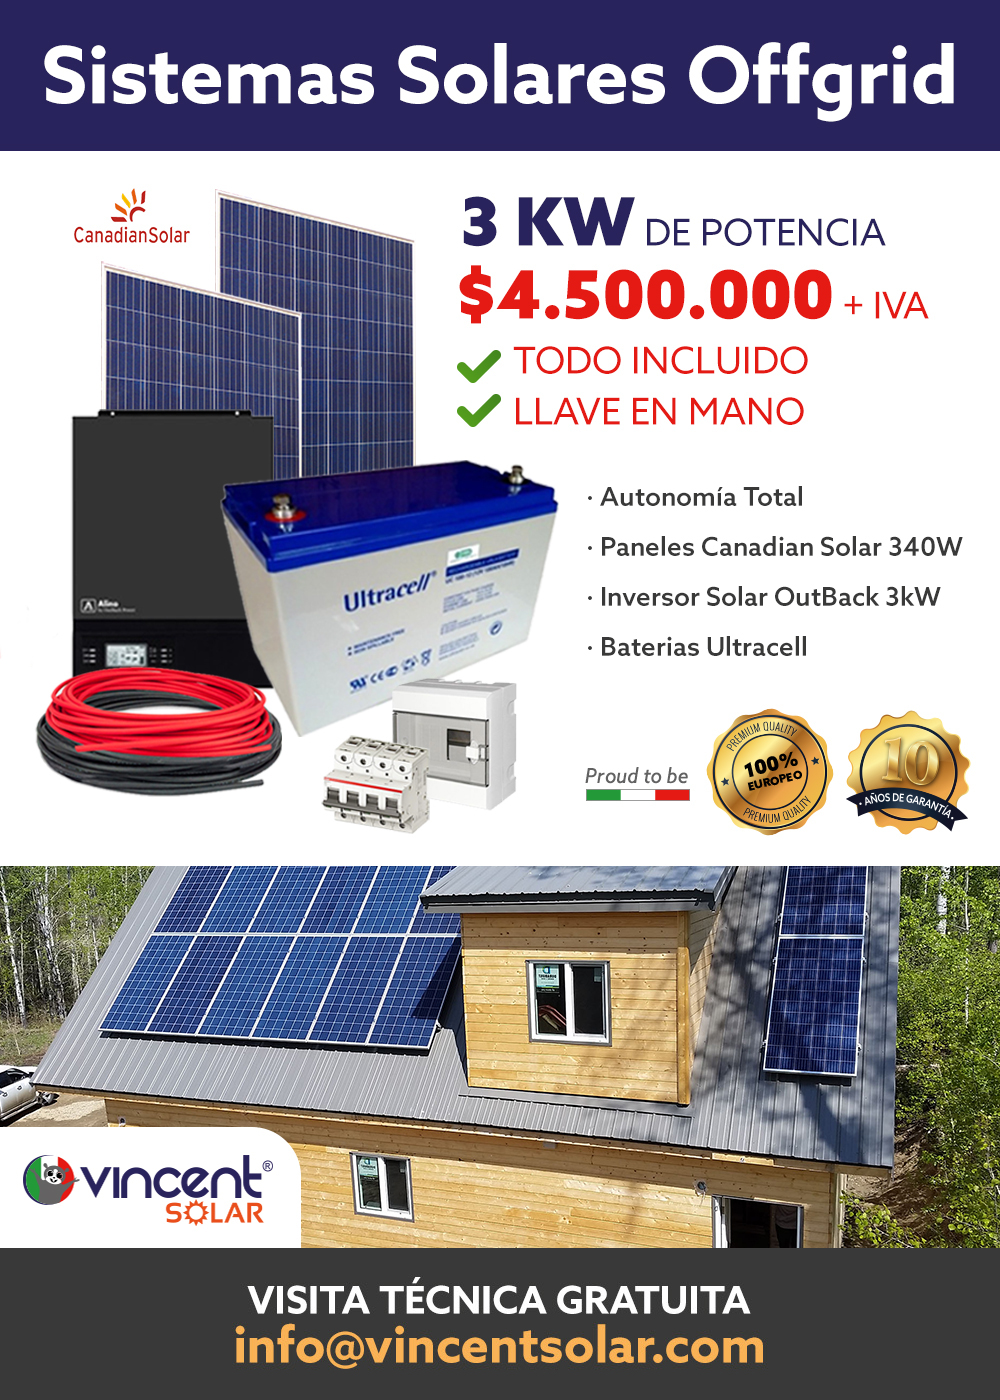 Sistemas Solares Offgrid
CanadianSolar
3 KW DE POTENCIA
$4.500.000 + IVA
TODO INCLUIDO
LLAVE EN MANO
· Autonomía Total
· Paneles Canadian Solar 340W
· Inversor Solar OutBack 3kW
· Baterias Ultracell
Ultracell®
Proud to be
PREMIUM QUALITY
100%
EUROPEO
PREMIUM QUALITY
10
· AÑOS DE GARANTÍA ·
vincent®
SOLAR
VISITA TÉCNICA GRATUITA
info@vincentsolar.com